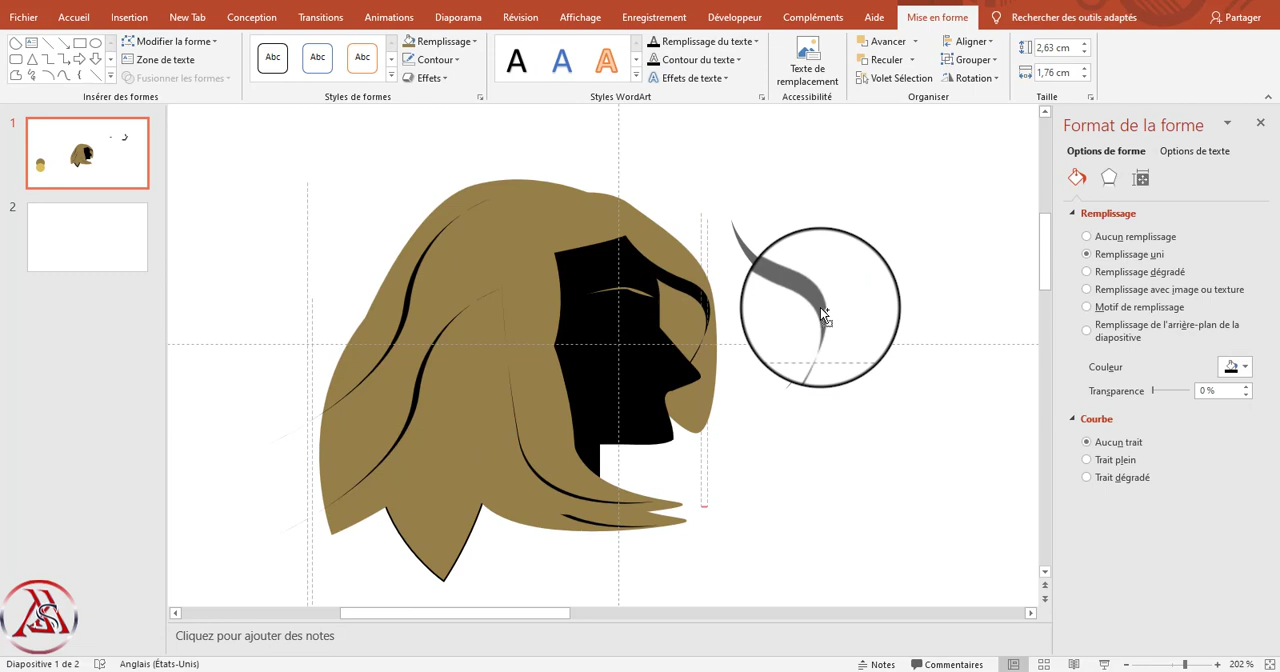 Fichier Accueil Insertion New Tab Conception Transitions Animations Diaporama Révision Affichage Enregistrement Développeur Compléments Aide Mise en forme Rechercher des outils adaptés Partager
Modifier la forme
Zone de texte
Fusionner les formes
Insérer des formes
Abc Abc Abc
Remplissage
Contour
Effets
Styles de formes
A A A
Remplissage du texte
Contour du texte
Effets de texte
Styles WordArt
Texte de
remplacement
Accessibilité
Avancer
Reculer
Volet Sélection
Aligner
Grouper
Rotation
Organiser
2,63 cm
1,76 cm
Taille
1
2
Format de la forme
Options de forme Options de texte
Remplissage
Aucun remplissage
Remplissage uni
Remplissage dégradé
Remplissage avec image ou texture
Motif de remplissage
Remplissage de l'arrière-plan de la
diapositive
Couleur
Transparence 0 %
Courbe
Aucun trait
Trait plein
Trait dégradé
Cliquez pour ajouter des notes
Diapositive 1 de 2 Anglais (États-Unis) Notes Commentaires 202 %